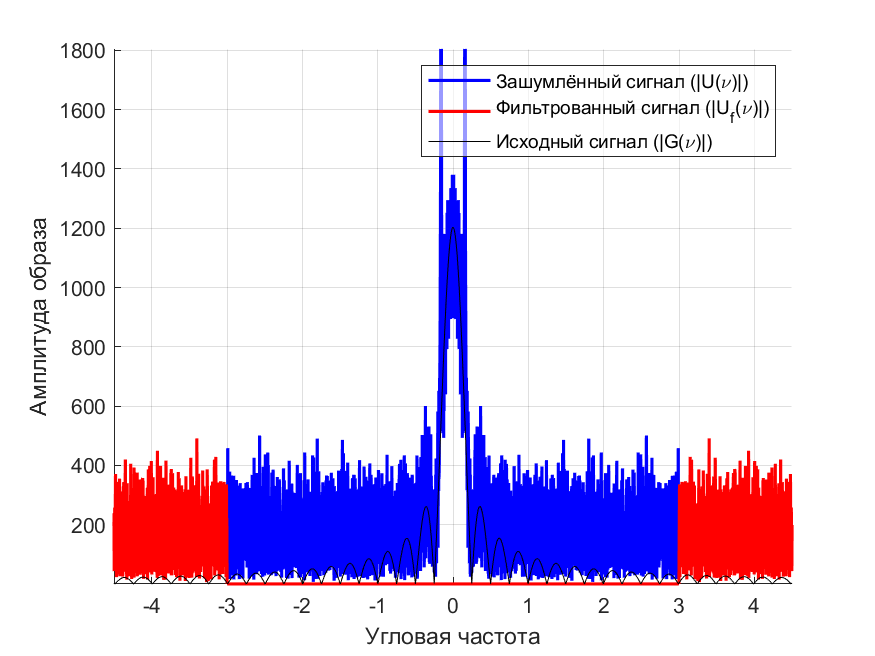 1800
1600
1400
1200
1000
800
600
400
200
Амплитуда образа
Зашумлённый сигнал (|U(ν)|)
Фильтрованный сигнал (|U_f(ν)|)
Исходный сигнал (|G(ν)|)
-4 -3 -2 -1 0 1 2 3 4
Угловая частота